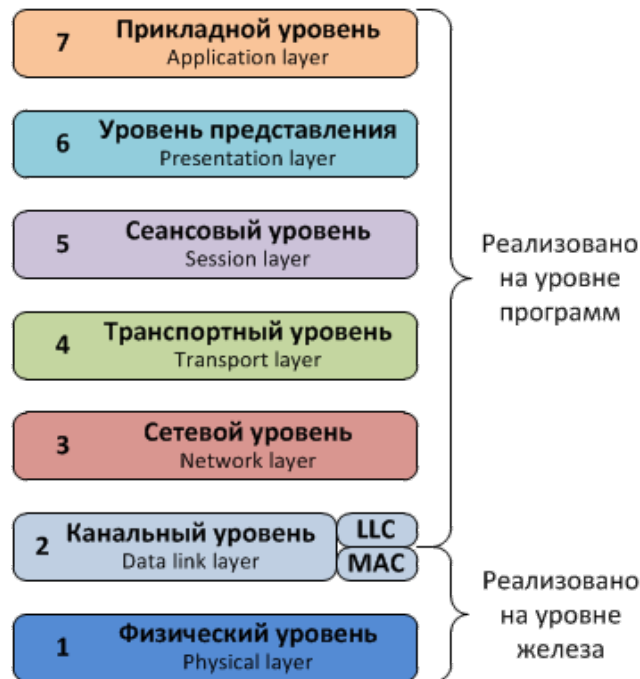 7 Прикладной уровень
Application layer
6 Уровень представления
Presentation layer
5 Сеансовый уровень
Session layer
Реализовано
на уровне
программ
4 Транспортный уровень
Transport layer
3 Сетевой уровень
Network layer
2 Канальный уровень
Data link layer
LLC
MAC
Реализовано
на уровне
железа
1 Физический уровень
Physical layer